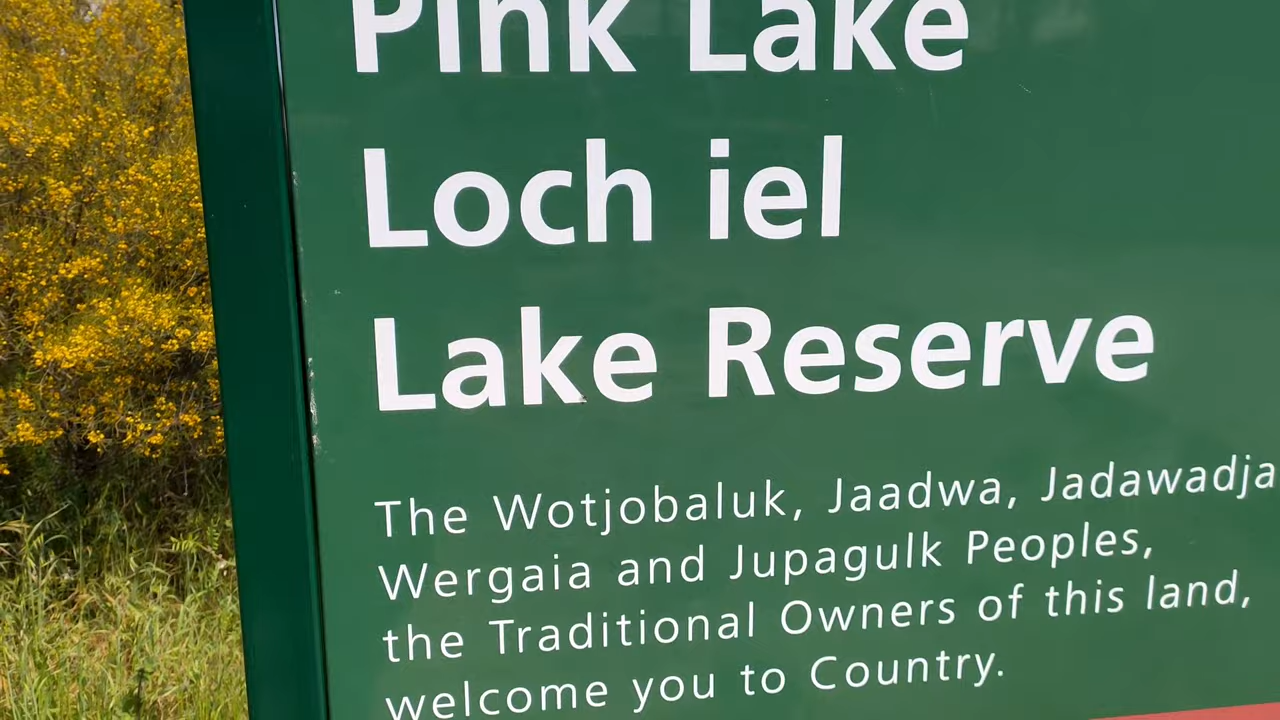 Pink Lake
Loch iel
Lake Reserve
The Wotjobaluk, Jaadwa, Jadawadja
Wergaia and Jupagulk Peoples,
the Traditional Owners of this land,
welcome you to Country.